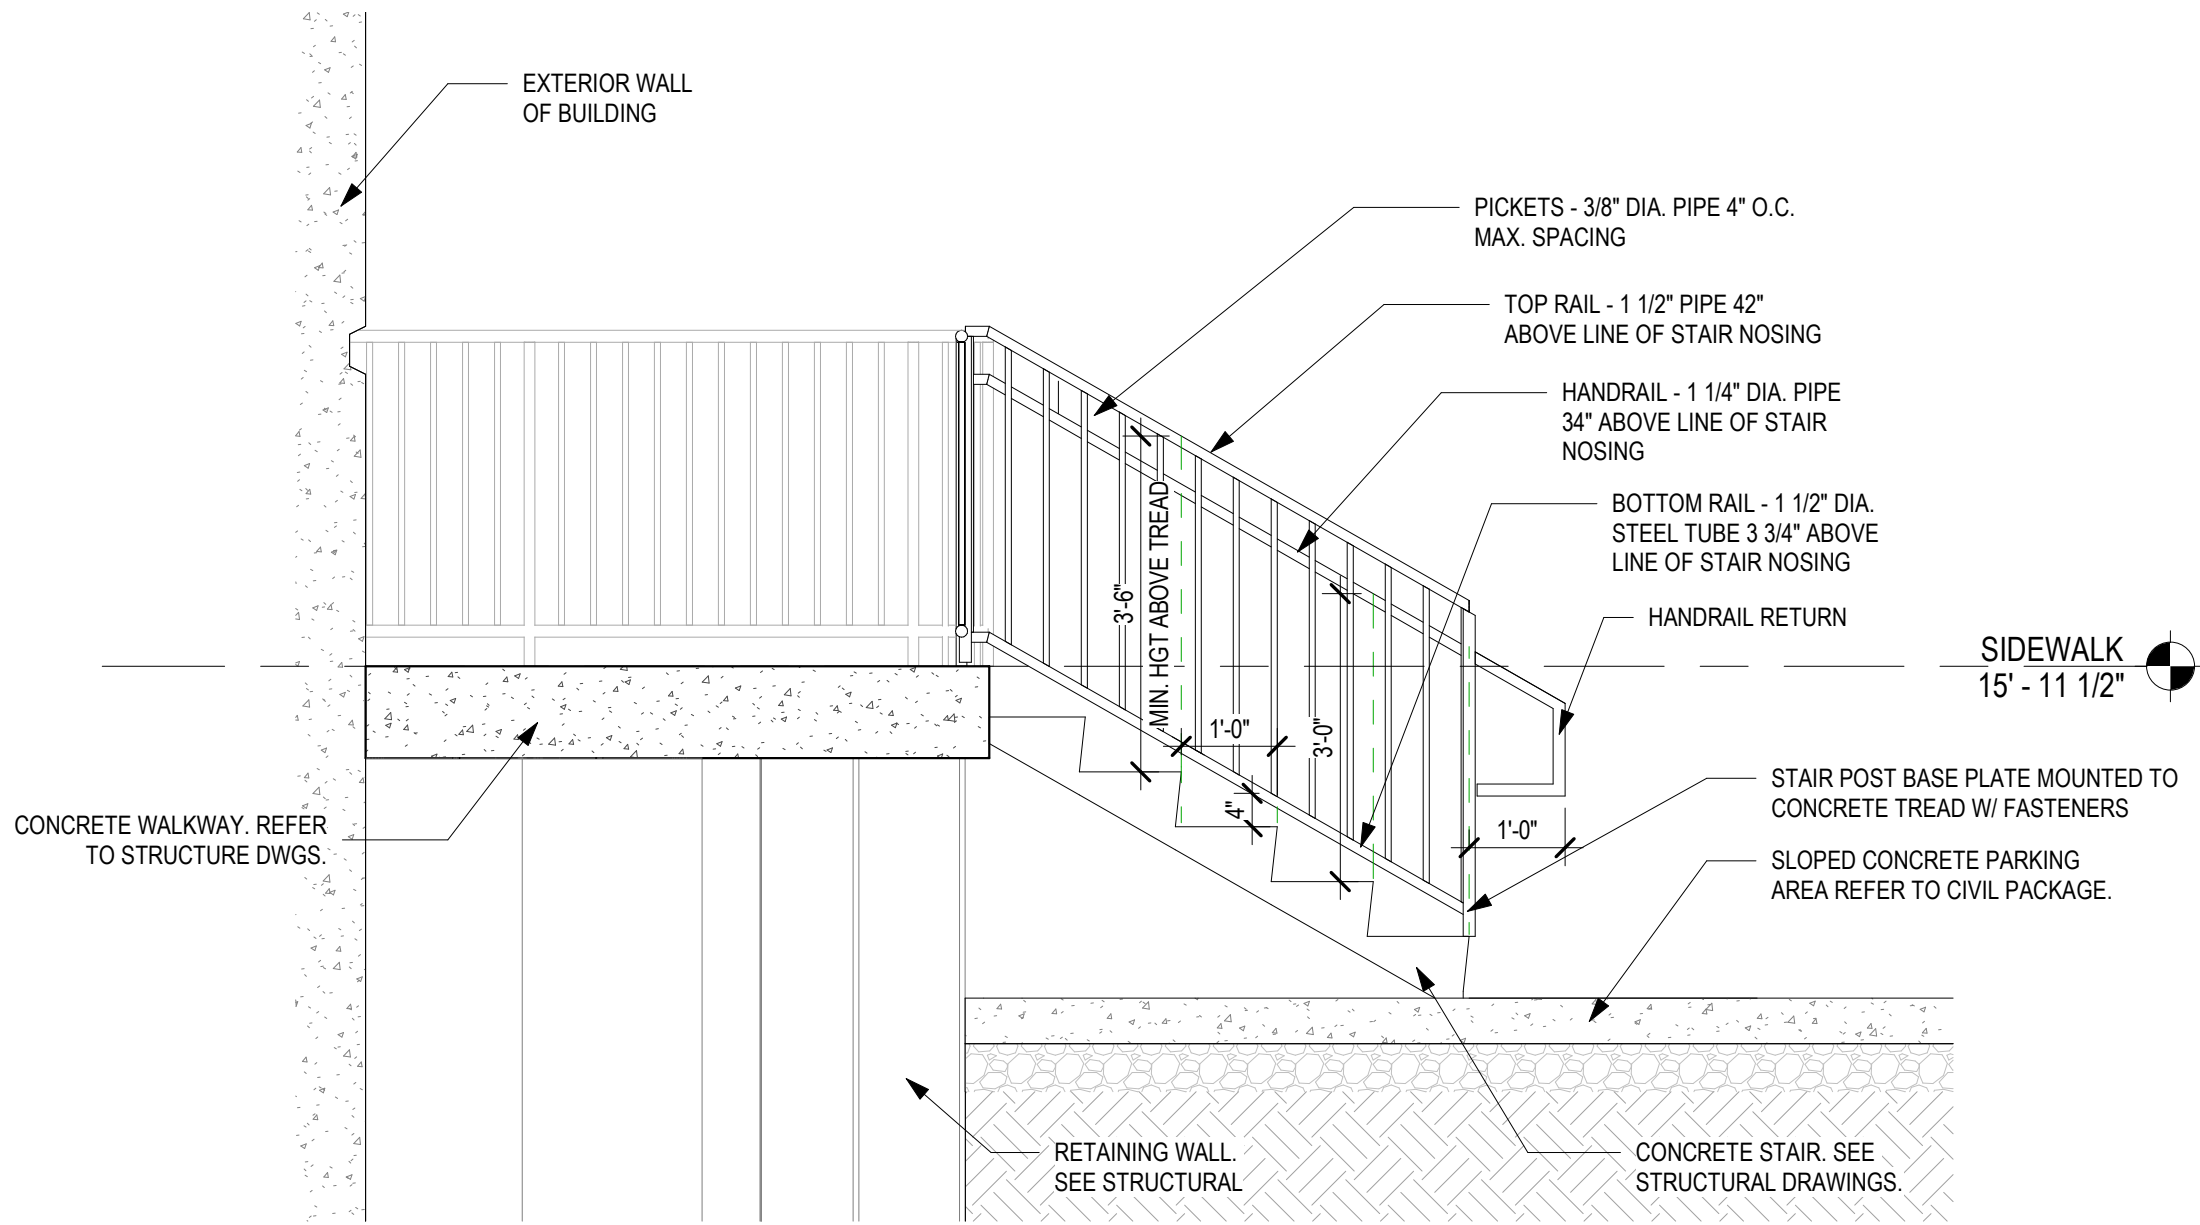 EXTERIOR WALL
OF BUILDING
PICKETS - 3/8" DIA. PIPE 4" O.C.
MAX. SPACING
TOP RAIL - 1 1/2" PIPE 42"
ABOVE LINE OF STAIR NOSING
HANDRAIL - 1 1/4" DIA. PIPE
34" ABOVE LINE OF STAIR
NOSING
BOTTOM RAIL - 1 1/2" DIA.
STEEL TUBE 3 3/4" ABOVE
LINE OF STAIR NOSING
HANDRAIL RETURN
SIDEWALK
15' - 11 1/2"
3'-6"
MIN. HGT ABOVE TREAD
1'-0"
3'-0"
4"
1'-0"
STAIR POST BASE PLATE MOUNTED TO
CONCRETE TREAD W/ FASTENERS
CONCRETE WALKWAY. REFER
TO STRUCTURE DWGS.
SLOPED CONCRETE PARKING
AREA REFER TO CIVIL PACKAGE.
RETAINING WALL.
SEE STRUCTURAL
CONCRETE STAIR. SEE
STRUCTURAL DRAWINGS.